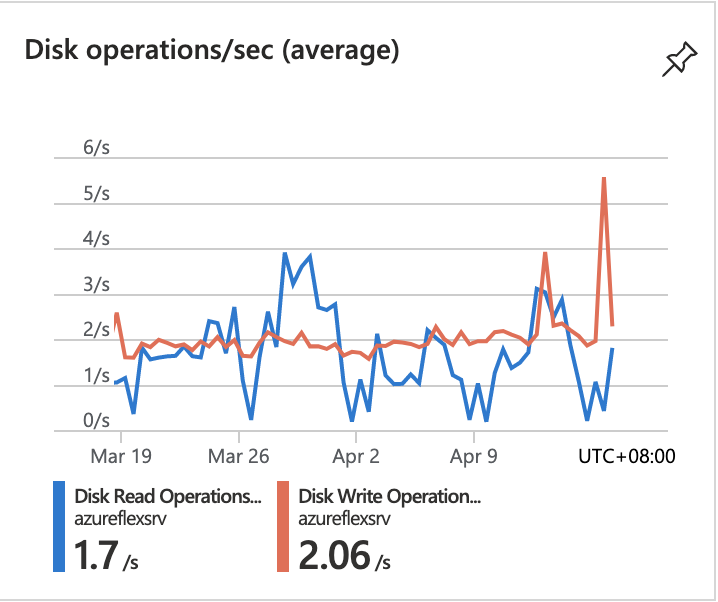 Disk operations/sec (average)
6/s
5/s
4/s
3/s
2/s
1/s
0/s
Mar 19 Mar 26 Apr 2 Apr 9 UTC+08:00
Disk Read Operations... Disk Write Operation...
azureflexsrv azureflexsrv
1.7 /s 2.06 /s